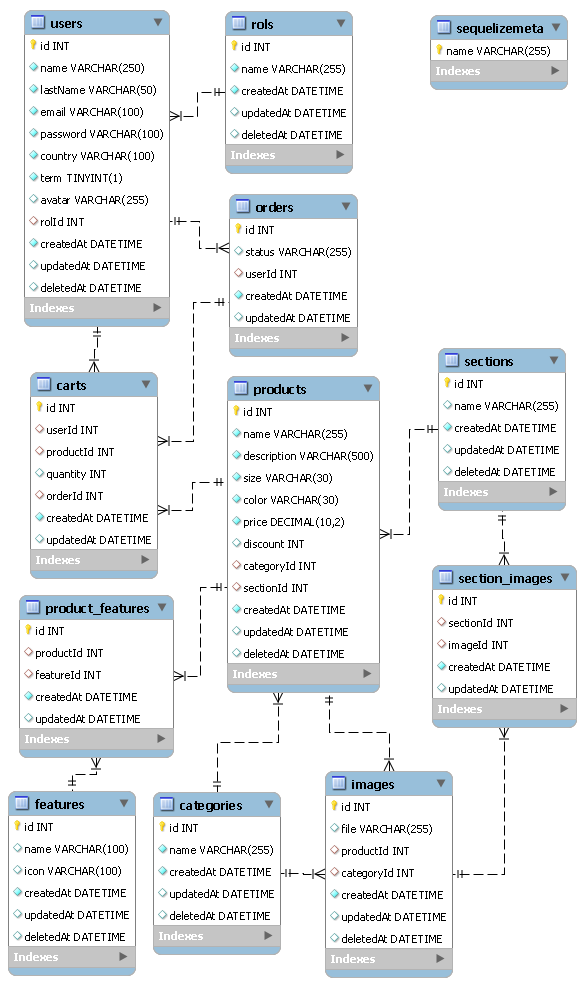 users
id INT
name VARCHAR(250)
lastName VARCHAR(50)
email VARCHAR(100)
password VARCHAR(100)
country VARCHAR(100)
term TINYINT(1)
avatar VARCHAR(255)
rolId INT
createdAt DATETIME
updatedAt DATETIME
deletedAt DATETIME
Indexes
rols
id INT
name VARCHAR(255)
createdAt DATETIME
updatedAt DATETIME
deletedAt DATETIME
Indexes
sequelizemeta
name VARCHAR(255)
Indexes
orders
id INT
status VARCHAR(255)
userId INT
createdAt DATETIME
updatedAt DATETIME
Indexes
carts
id INT
userId INT
productId INT
quantity INT
orderId INT
createdAt DATETIME
updatedAt DATETIME
Indexes
products
id INT
name VARCHAR(255)
description VARCHAR(500)
size VARCHAR(30)
color VARCHAR(30)
price DECIMAL(10,2)
discount INT
categoryId INT
sectionId INT
createdAt DATETIME
updatedAt DATETIME
deletedAt DATETIME
Indexes
sections
id INT
name VARCHAR(255)
createdAt DATETIME
updatedAt DATETIME
deletedAt DATETIME
Indexes
product_features
id INT
productId INT
featureId INT
createdAt DATETIME
updatedAt DATETIME
Indexes
section_images
id INT
sectionId INT
imageId INT
createdAt DATETIME
updatedAt DATETIME
Indexes
features
id INT
name VARCHAR(100)
icon VARCHAR(100)
createdAt DATETIME
updatedAt DATETIME
deletedAt DATETIME
Indexes
categories
id INT
name VARCHAR(255)
createdAt DATETIME
updatedAt DATETIME
deletedAt DATETIME
Indexes
images
id INT
file VARCHAR(255)
productId INT
categoryId INT
createdAt DATETIME
updatedAt DATETIME
deletedAt DATETIME
Indexes